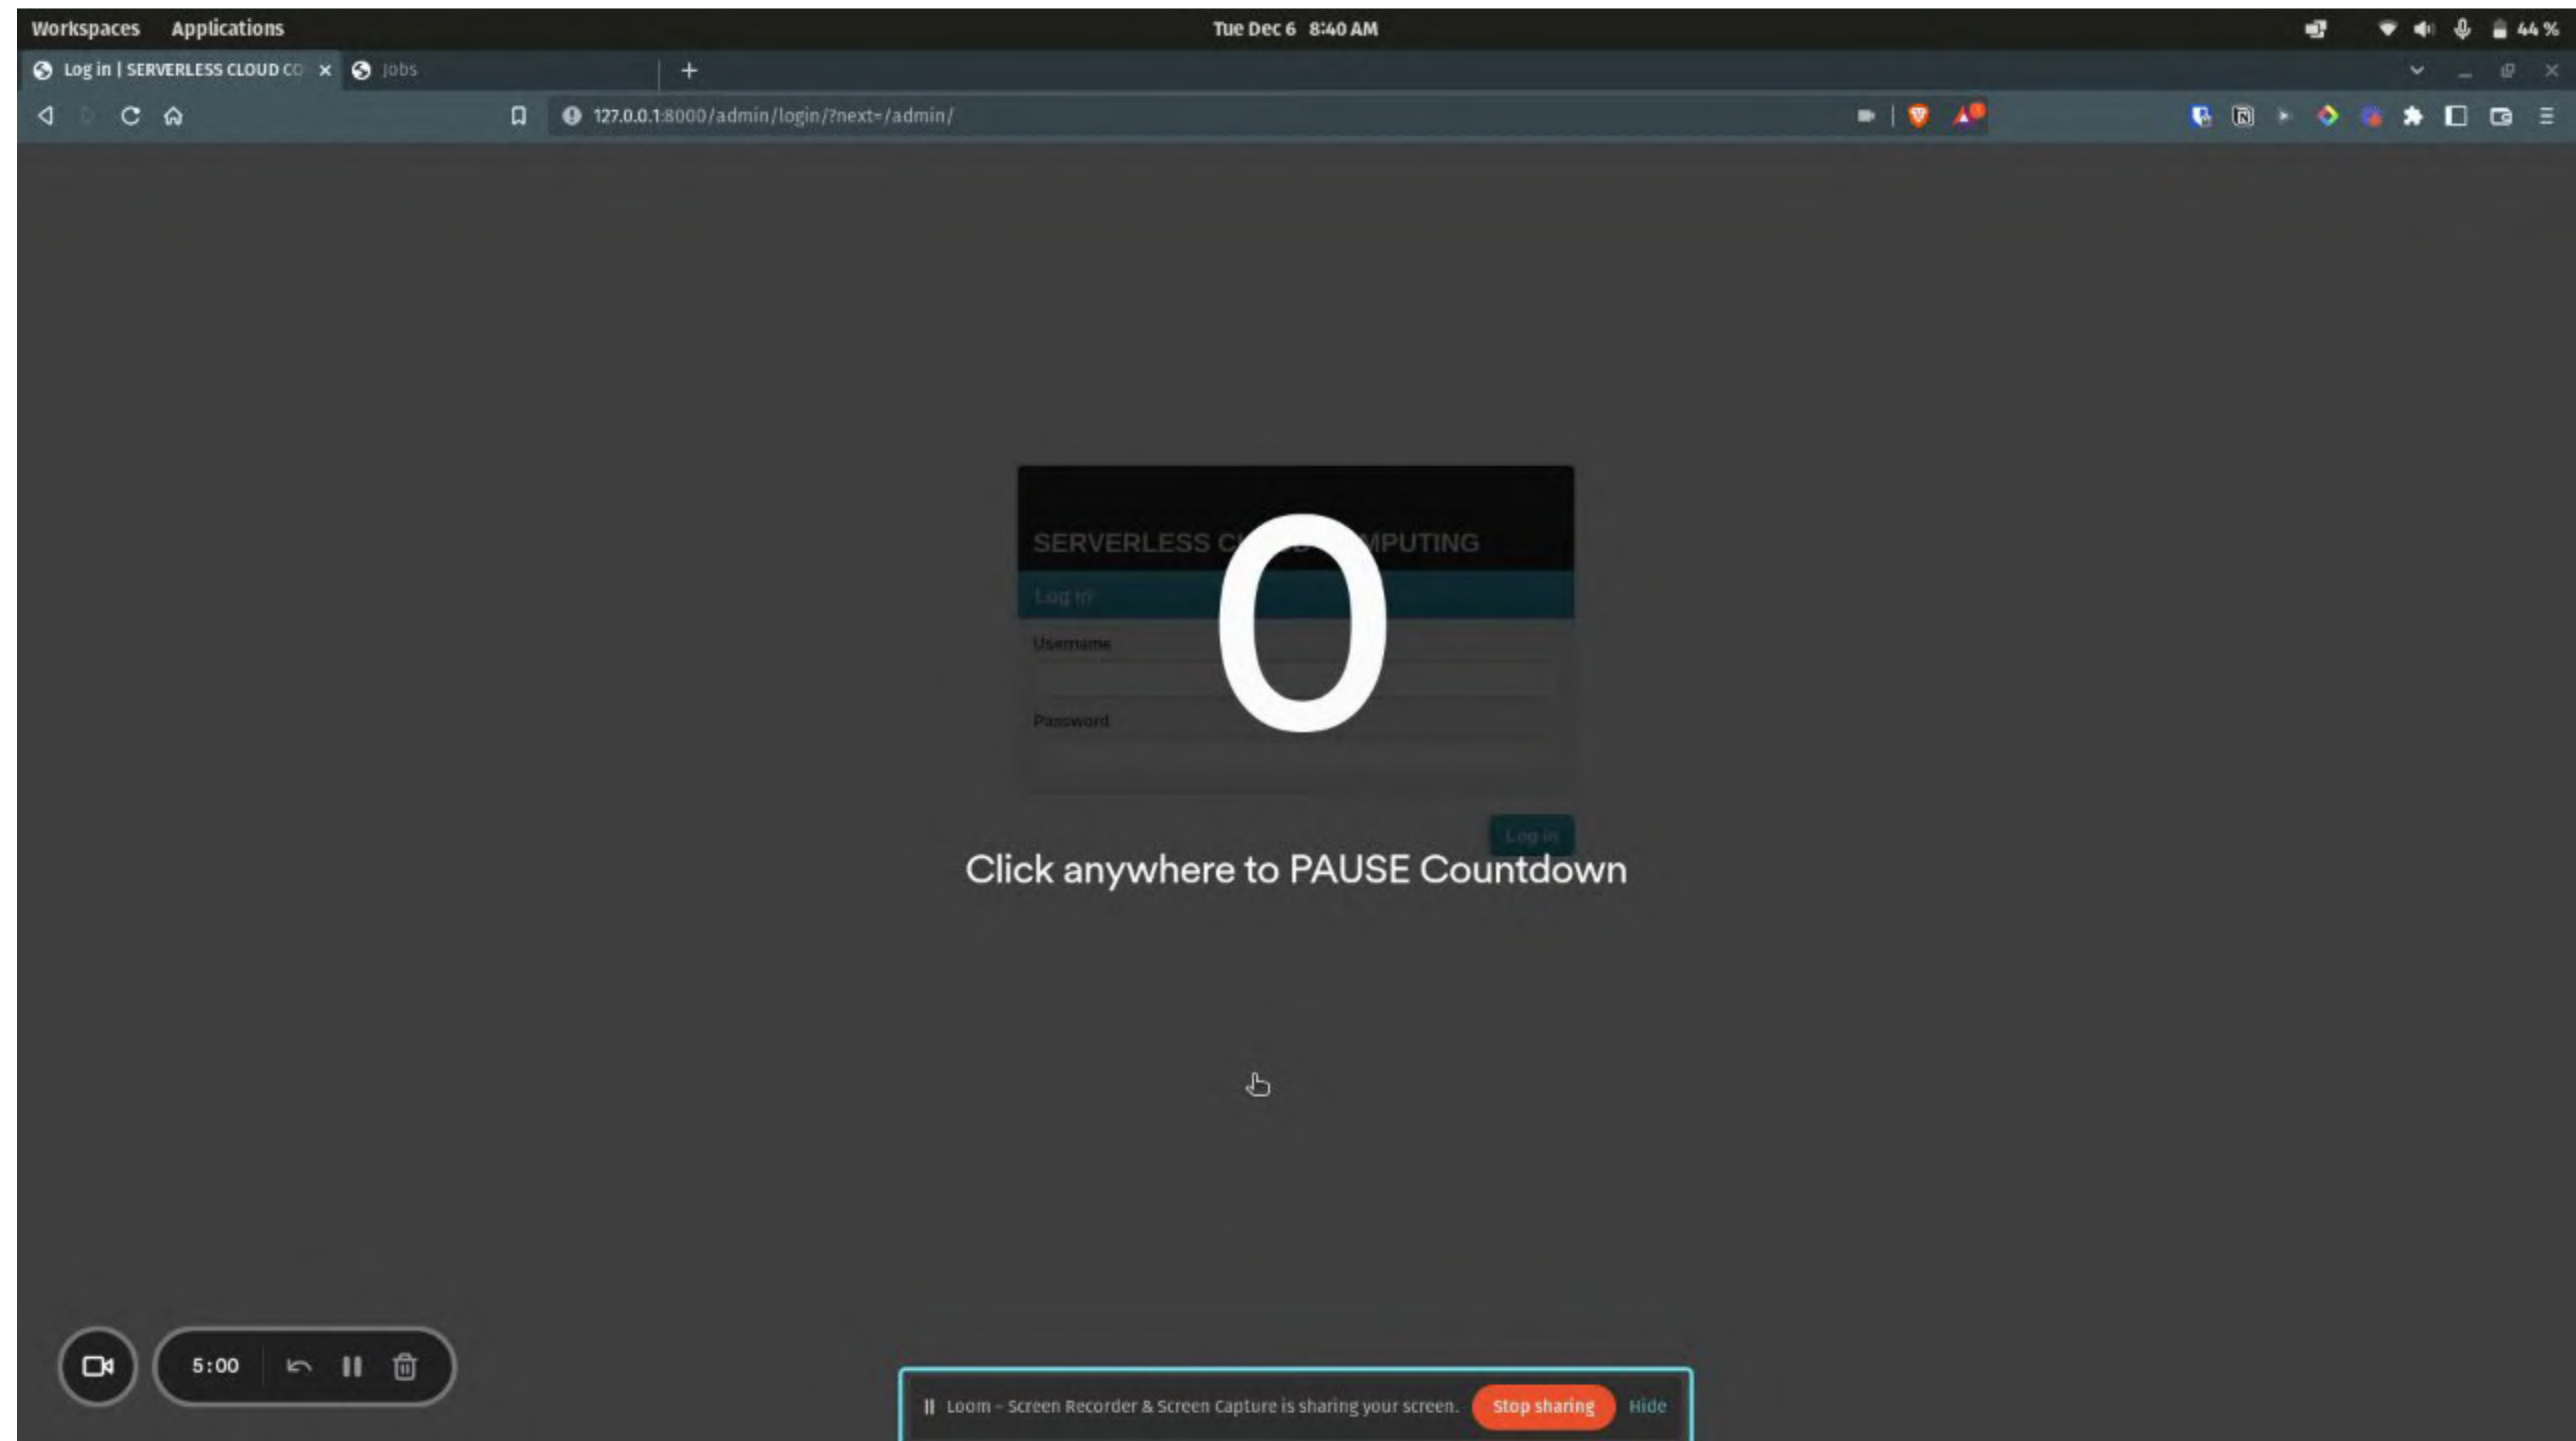 Workspaces Applications Tue Dec 6 8:40 AM 44 %
Log in | SERVERLESS CLOUD CO Jobs
127.0.0.1:8000/admin/login/?next=/admin/
SERVERLESS C MPUTING
Log in
Username
Password
0
Log in
Click anywhere to PAUSE Countdown
5:00
Loom – Screen Recorder & Screen Capture is sharing your screen. Stop sharing Hide